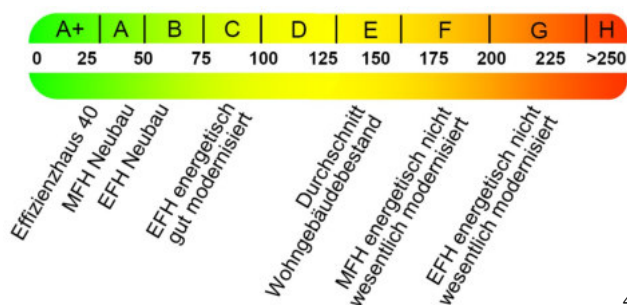 A+ A B C D E F G H
0 25 50 75 100 125 150 175 200 225 >250
Effizienzhaus 40
MFH Neubau
EFH Neubau
EFH energetisch
gut modernisiert
Durchschnitt
Wohngebäudebestand
MFH energetisch nicht
wesentlich modernisiert
EFH energetisch nicht
wesentlich modernisiert